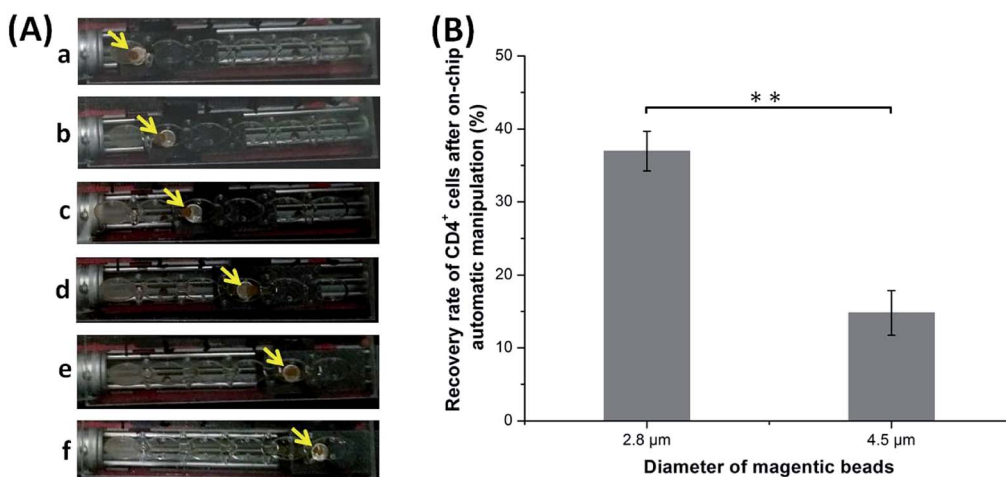 (A)
a
b
c
d
e
f
(B)
Recovery rate of CD4⁺ cells after on-chip
automatic manipulation (%)
50
40
30
20
10
0
**
2.8 μm
4.5 μm
Diameter of magentic beads